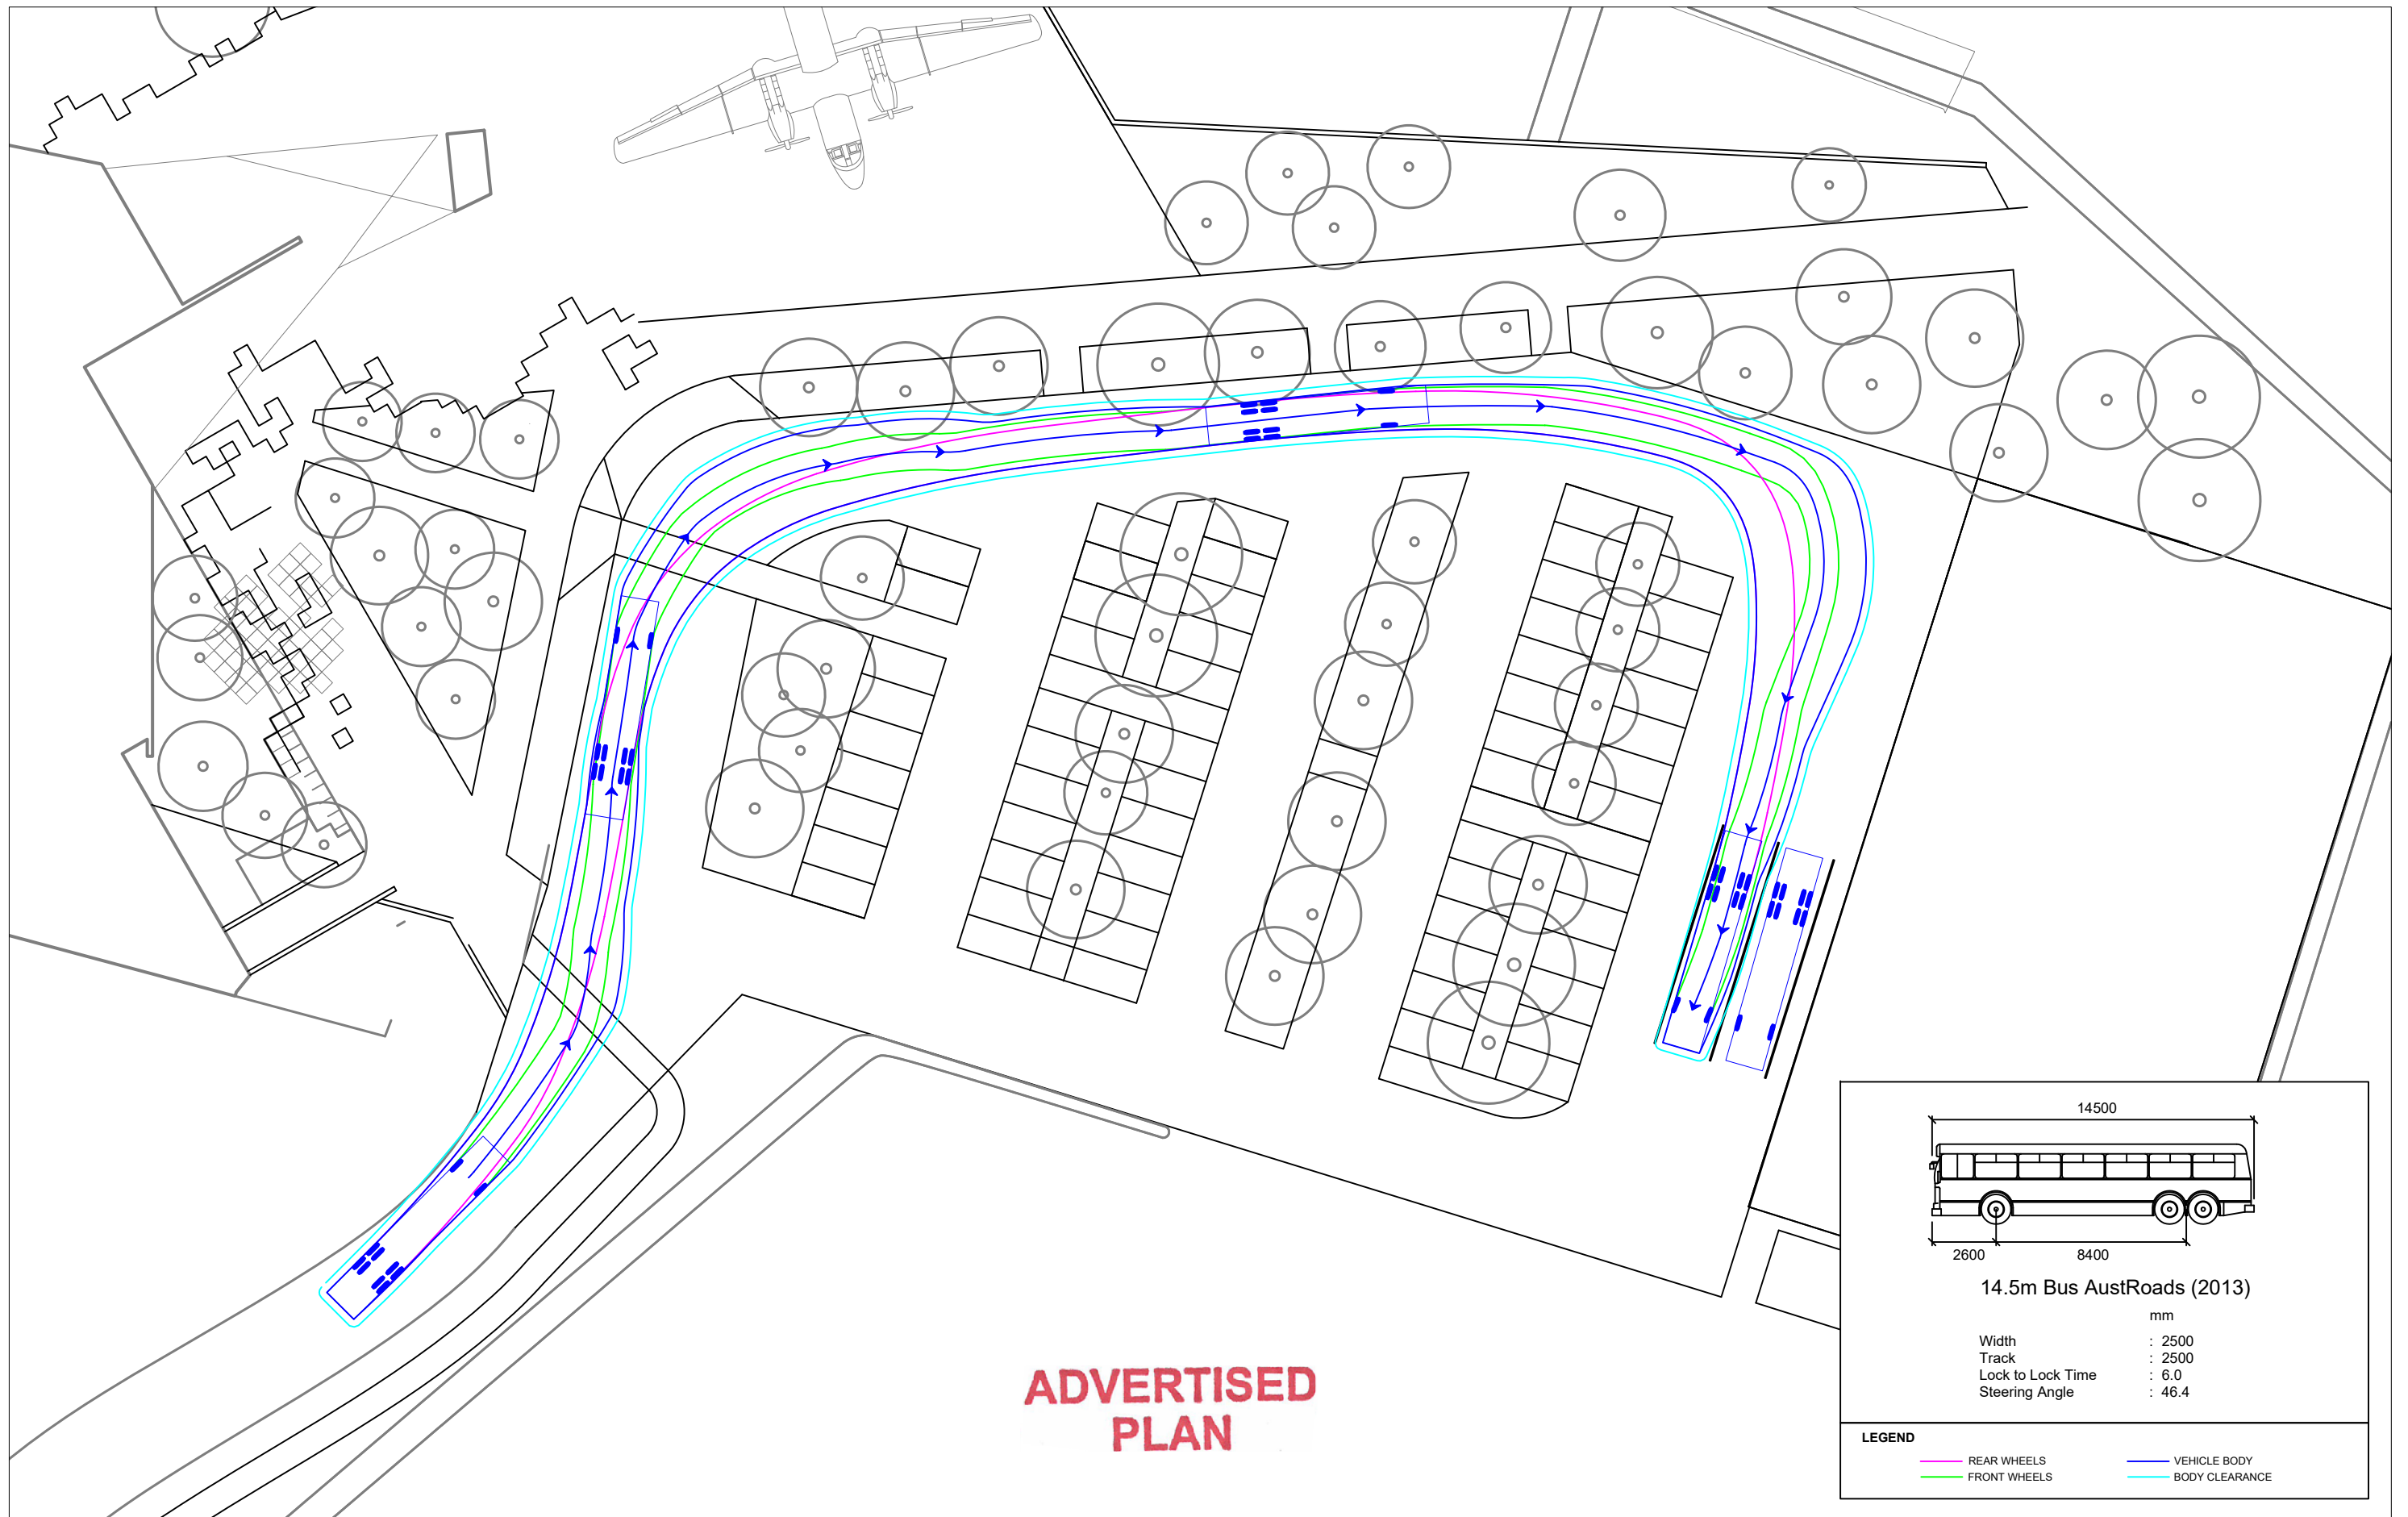 14500
2600
8400
14.5m Bus AustRoads (2013)
mm
Width : 2500
Track : 2500
Lock to Lock Time : 6.0
Steering Angle : 46.4
ADVERTISED
PLAN
LEGEND
REAR WHEELS
VEHICLE BODY
FRONT WHEELS
BODY CLEARANCE